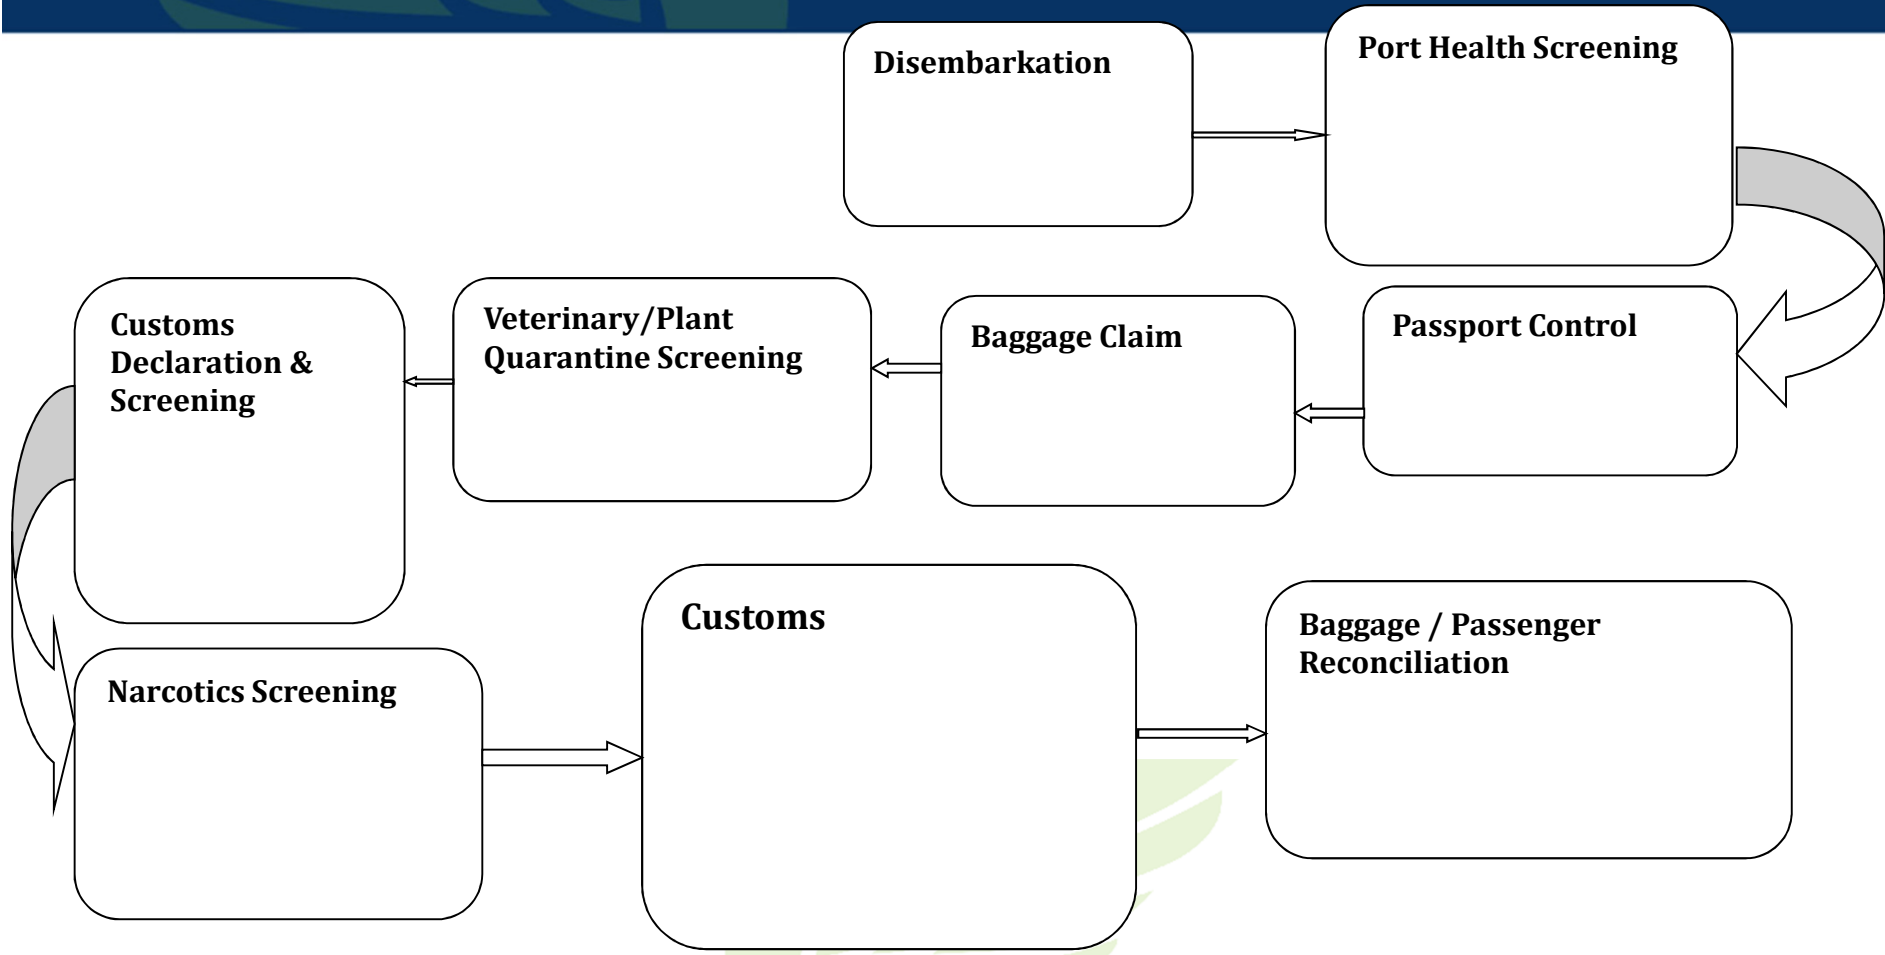 Disembarkation
Port Health Screening
Passport Control
Baggage Claim
Veterinary/Plant
Quarantine Screening
Customs
Declaration &
Screening
Narcotics Screening
Customs
Baggage / Passenger
Reconciliation